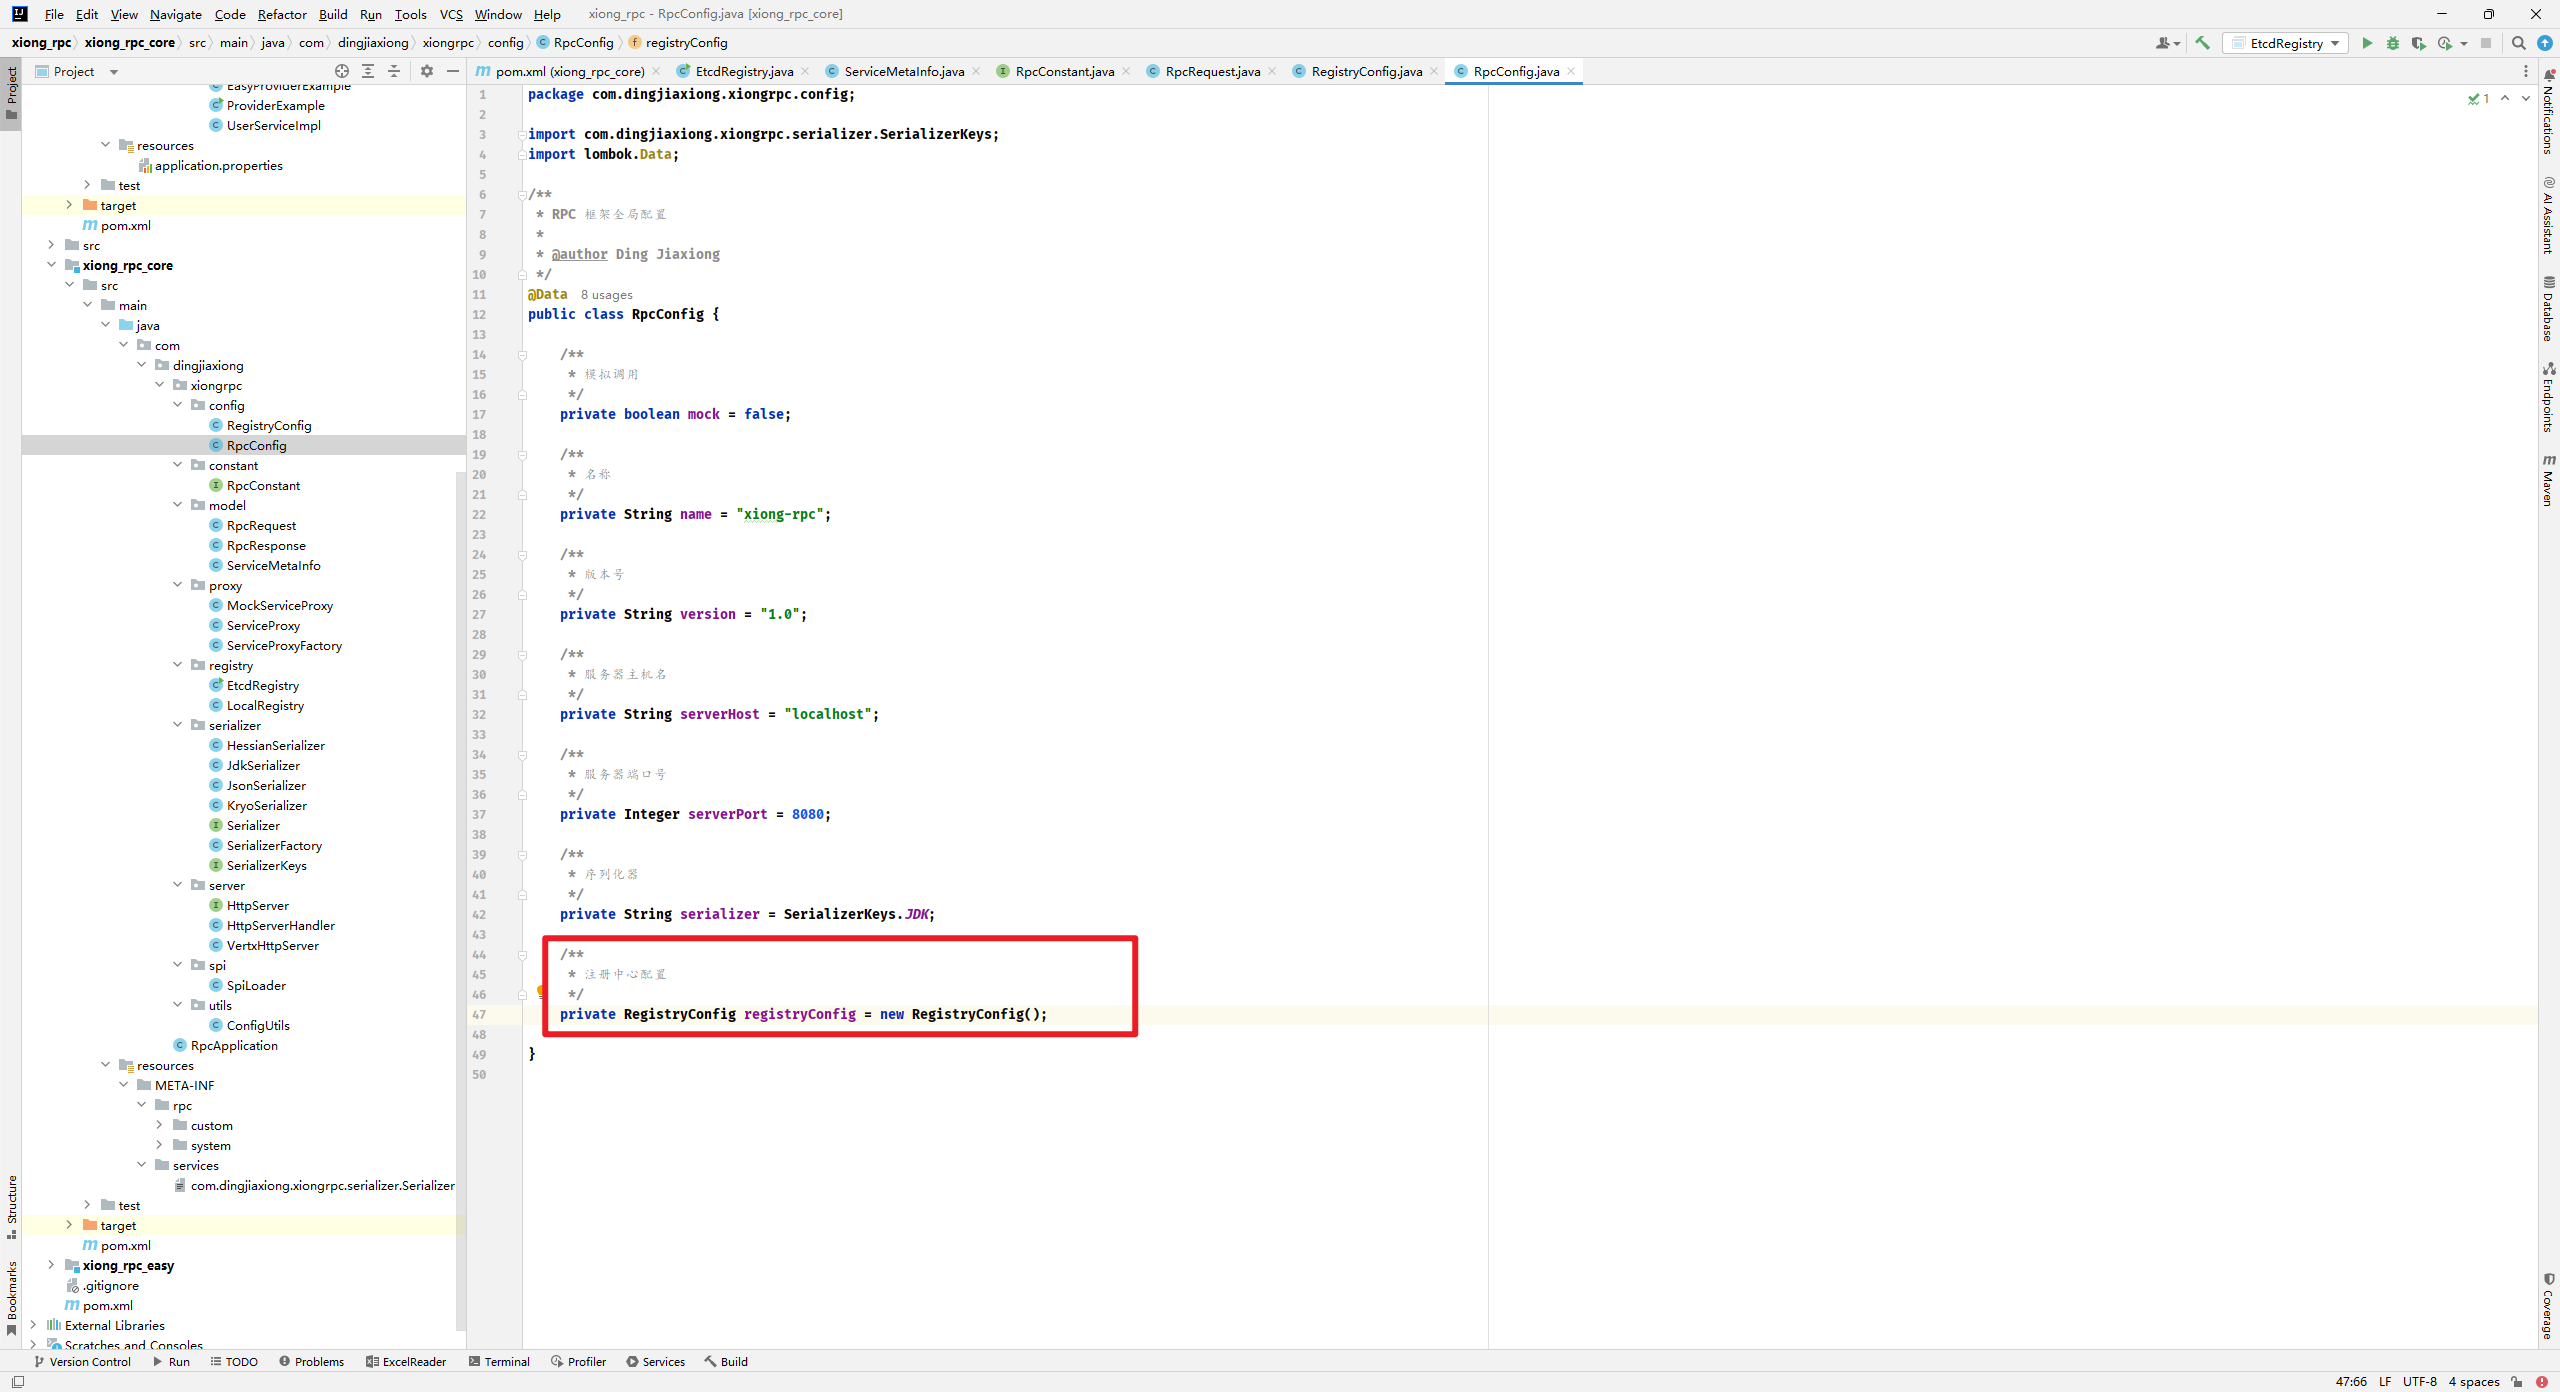 File Edit View Navigate Code Refactor Build Run Tools VCS Window Help xiong_rpc - RpcConfig.java [xiong_rpc_core]
xiong_rpc xiong_rpc_core src main java com dingjiaxiong xiongrpc config RpcConfig registryConfig EtcdRegistry
Project
pom.xml (xiong_rpc_core) EtcdRegistry.java ServiceMetaInfo.java RpcConstant.java RpcRequest.java RegistryConfig.java RpcConfig.java
Project
Structure
Bookmarks
EasyProviderExample
ProviderExample
UserServiceImpl
resources
application.properties
test
target
pom.xml
src
xiong_rpc_core
src
main
java
com
dingjiaxiong
xiongrpc
config
RegistryConfig
RpcConfig
constant
RpcConstant
model
RpcRequest
RpcResponse
ServiceMetaInfo
proxy
MockServiceProxy
ServiceProxy
ServiceProxyFactory
registry
EtcdRegistry
LocalRegistry
serializer
HessianSerializer
JdkSerializer
JsonSerializer
KryoSerializer
Serializer
SerializerFactory
SerializerKeys
server
HttpServer
HttpServerHandler
VertxHttpServer
spi
SpiLoader
utils
ConfigUtils
RpcApplication
resources
META-INF
rpc
custom
system
services
com.dingjiaxiong.xiongrpc.serializer.Serializer
test
target
pom.xml
xiong_rpc_easy
.gitignore
pom.xml
External Libraries
Scratches and Consoles
1 package com.dingjiaxiong.xiongrpc.config;
2
3 import com.dingjiaxiong.xiongrpc.serializer.SerializerKeys;
4 import lombok.Data;
5
6 /**
7 * RPC 框架全局配置
8 *
9 * @author Ding Jiaxiong
10 */
11 @Data 8 usages
12 public class RpcConfig {
13
14 /**
15 * 模拟调用
16 */
17 private boolean mock = false;
18
19 /**
20 * 名称
21 */
22 private String name = "xiong-rpc";
23
24 /**
25 * 版本号
26 */
27 private String version = "1.0";
28
29 /**
30 * 服务器主机名
31 */
32 private String serverHost = "localhost";
33
34 /**
35 * 服务器端口号
36 */
37 private Integer serverPort = 8080;
38
39 /**
40 * 序列化器
41 */
42 private String serializer = SerializerKeys.JDK;
43
44 /**
45 * 注册中心配置
46 */
47 private RegistryConfig registryConfig = new RegistryConfig();
48
49 }
50
1
Notifications
AI Assistant
Database
Endpoints
Maven
Coverage
Version Control Run TODO Problems ExcelReader Terminal Profiler Services Build
47:66 LF UTF-8 4 spaces